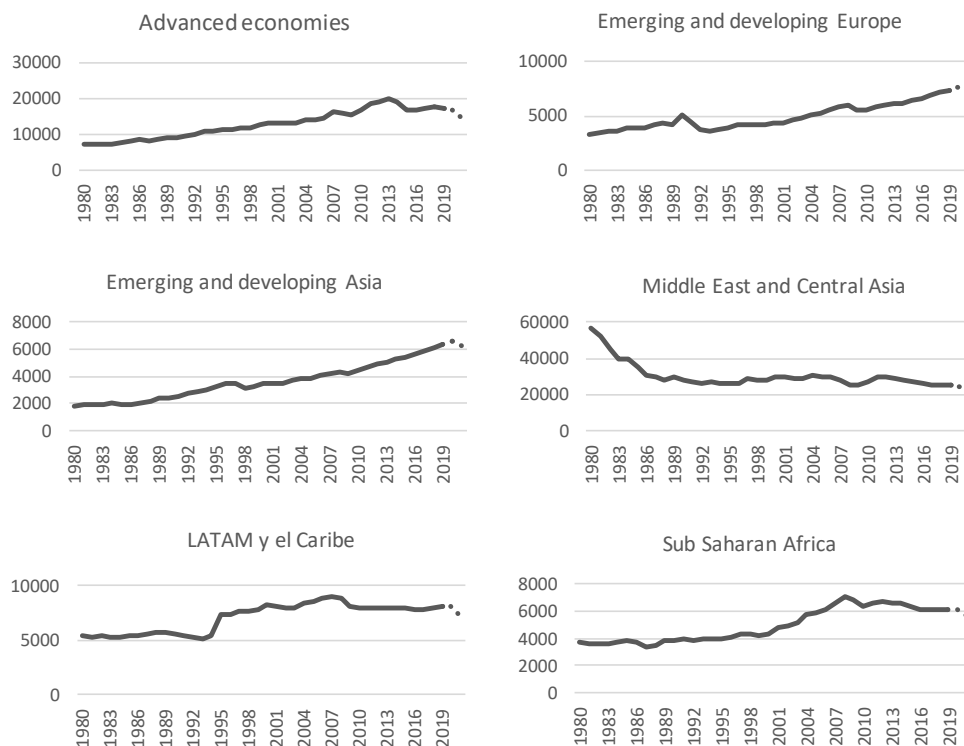 Advanced economies
30000
20000
10000
0
1980 1983 1986 1989 1992 1995 1998 2001 2004 2007 2010 2013 2016 2019
Emerging and developing Europe
10000
5000
0
1980 1983 1986 1989 1992 1995 1998 2001 2004 2007 2010 2013 2016 2019
Emerging and developing Asia
8000
6000
4000
2000
0
1980 1983 1986 1989 1992 1995 1998 2001 2004 2007 2010 2013 2016 2019
Middle East and Central Asia
60000
40000
20000
0
1980 1983 1986 1989 1992 1995 1998 2001 2004 2007 2010 2013 2016 2019
LATAM y el Caribe
10000
5000
0
1980 1983 1986 1989 1992 1995 1998 2001 2004 2007 2010 2013 2016 2019
Sub Saharan Africa
8000
6000
4000
2000
0
1980 1983 1986 1989 1992 1995 1998 2001 2004 2007 2010 2013 2016 2019